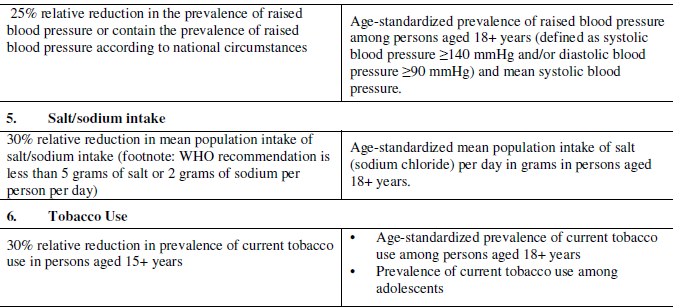 25% relative reduction in the prevalence of raised
blood pressure or contain the prevalence of raised
blood pressure according to national circumstances
Age-standardized prevalence of raised blood pressure
among persons aged 18+ years (defined as systolic
blood pressure ≥140 mmHg and/or diastolic blood
pressure ≥90 mmHg) and mean systolic blood
pressure.
5. Salt/sodium intake
30% relative reduction in mean population intake of
salt/sodium intake (footnote: WHO recommendation is
less than 5 grams of salt or 2 grams of sodium per
person per day)
Age-standardized mean population intake of salt
(sodium chloride) per day in grams in persons aged
18+ years.
6. Tobacco Use
30% relative reduction in prevalence of current tobacco
use in persons aged 15+ years
• Age-standardized prevalence of current tobacco
use among persons aged 18+ years
• Prevalence of current tobacco use among
adolescents